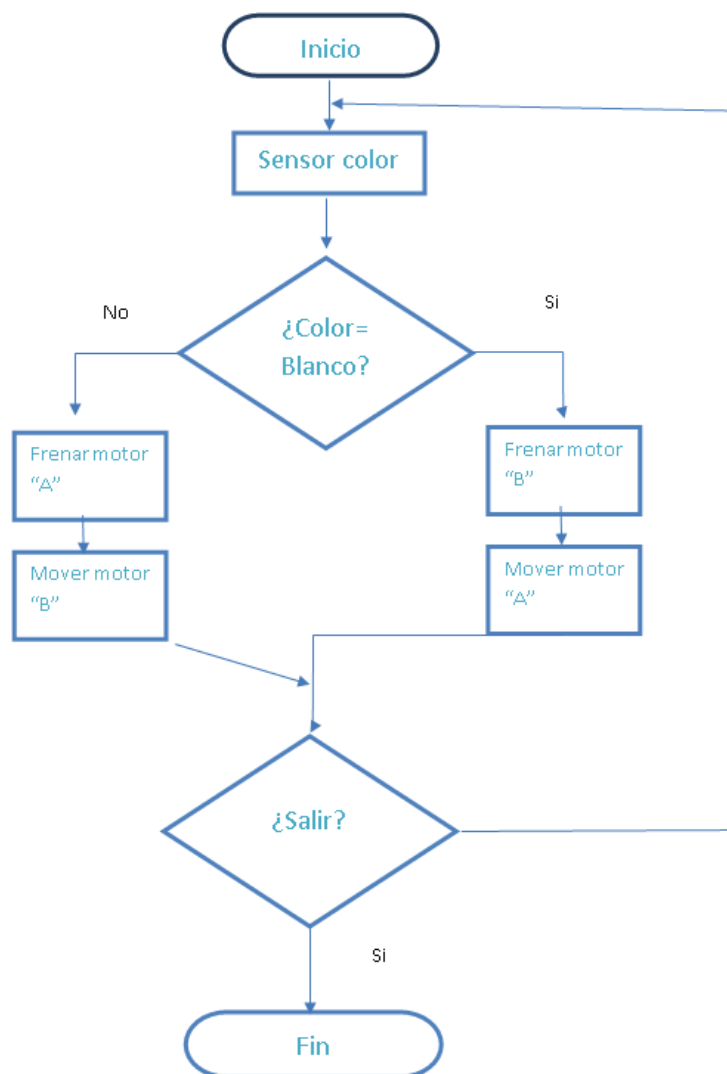 Inicio
Sensor color
¿Color=
Blanco?
No
Si
Frenar motor
“A”
Mover motor
“B”
Frenar motor
“B”
Mover motor
“A”
¿Salir?
Si
Fin